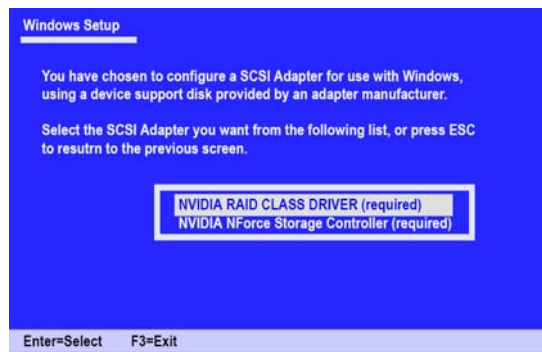 Windows Setup
You have chosen to configure a SCSI Adapter for use with Windows,
using a device support disk provided by an adapter manufacturer.
Select the SCSI Adapter you want from the following list, or press ESC
to resutrn to the previous screen.
NVIDIA RAID CLASS DRIVER (required)
NVIDIA NForce Storage Controller (required)
Enter=Select F3=Exit